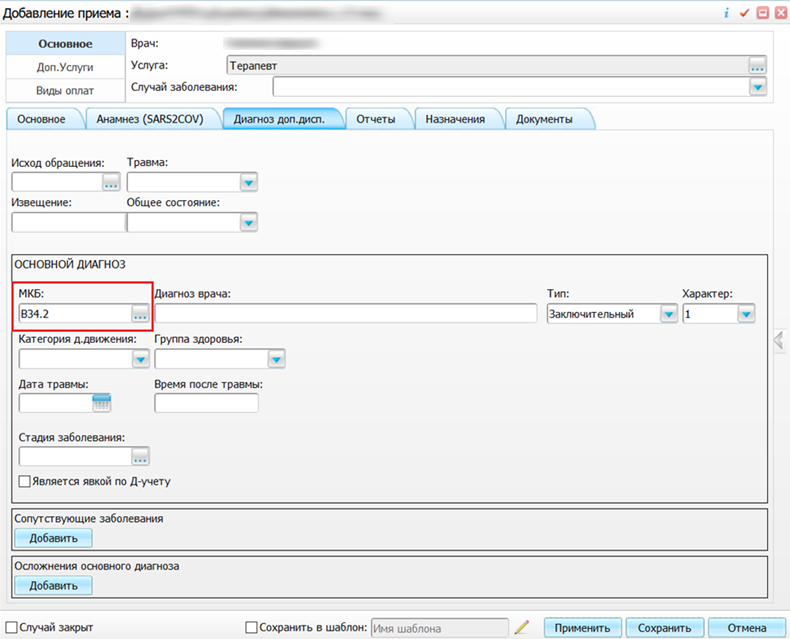 Добавление приема :
Основное
Доп.Услуги
Виды оплат
Врач:
Услуга: Терапевт ...
Случай заболевания:
Основное Анамнез (SARS2COV) Диагноз доп.дисп. Отчеты Назначения Документы
Исход обращения: Травма:
...
Извещение: Общее состояние:
ОСНОВНОЙ ДИАГНОЗ
МКБ: Диагноз врача: Тип: Характер:
B34.2 ... Заключительный 1
Категория д.движения: Группа здоровья:
Дата травмы: Время после травмы:
Стадия заболевания:
...
Является явкой по Д-учету
Сопутствующие заболевания
Добавить
Осложнения основного диагноза
Добавить
Случай закрыт Сохранить в шаблон: Имя шаблона Применить Сохранить Отмена